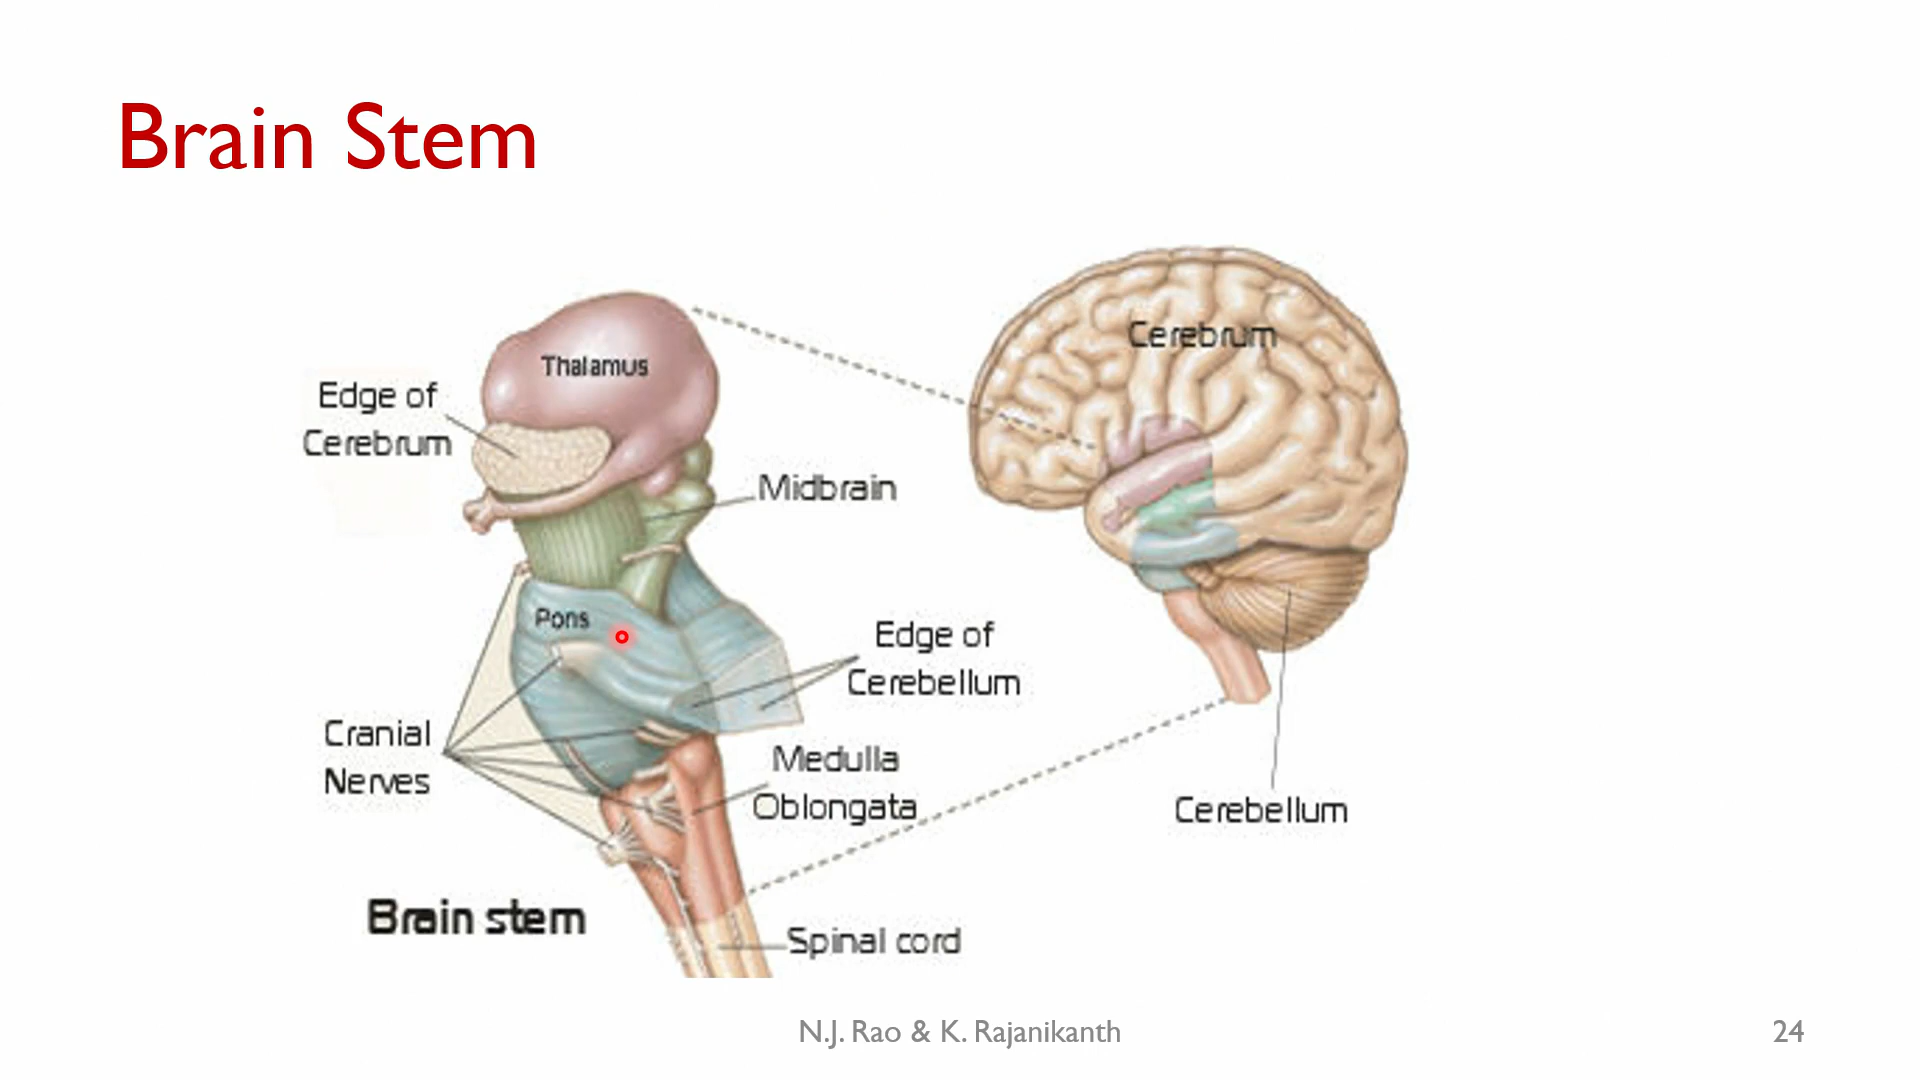 Brain Stem
Thalamus
Edge of
Cerebrum
Midbrain
Pons
Edge of
Cerebellum
Cranial
Nerves
Medulla
Oblongata
Brain stem
Spinal cord
Cerebrum
Cerebellum
N.J. Rao & K. Rajanikanth
24